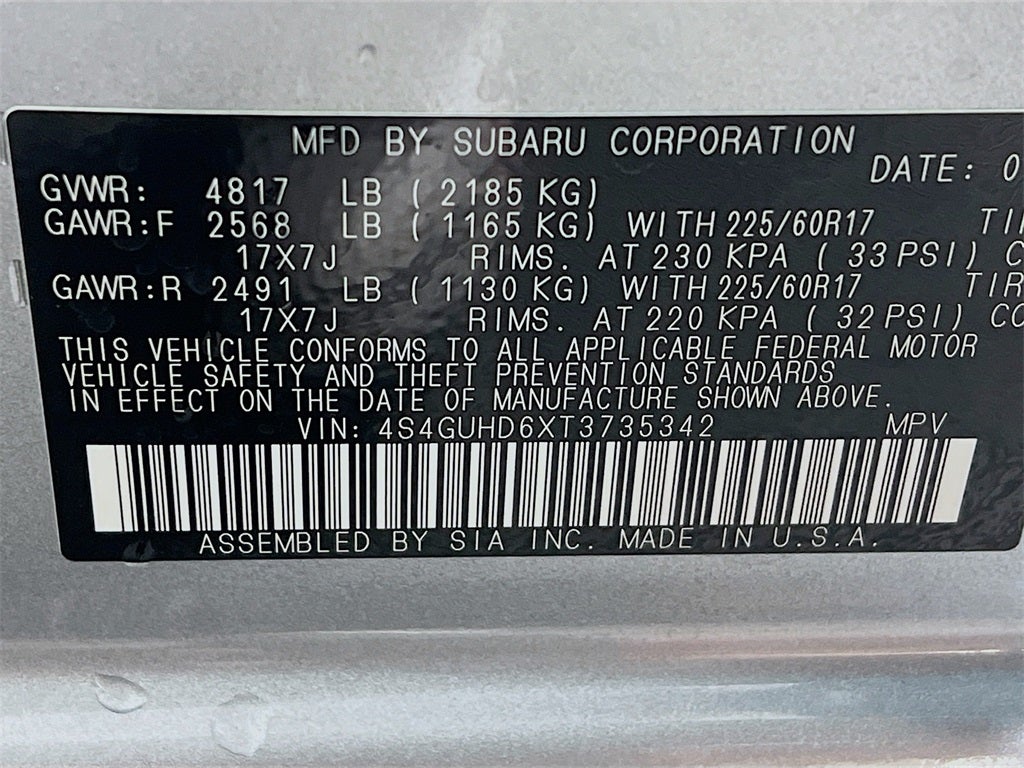 MFD BY SUBARU CORPORATION
DATE: 0
GVWR: 4817 LB ( 2185 KG)
GAWR:F 2568 LB ( 1165 KG) WITH 225/60R17 TIR
17X7J RIMS. AT 230 KPA ( 33 PSI) C
GAWR:R 2491 LB ( 1130 KG) WITH 225/60R17 TIR
17X7J RIMS. AT 220 KPA ( 32 PSI) CO
THIS VEHICLE CONFORMS TO ALL APPLICABLE FEDERAL MOTOR
VEHICLE SAFETY AND THEFT PREVENTION STANDARDS
IN EFFECT ON THE DATE OF MANUFACTURE SHOWN ABOVE.
VIN: 4S4GUHD6XT3735342 MPV
ASSEMBLED BY SIA INC. MADE IN U.S.A.